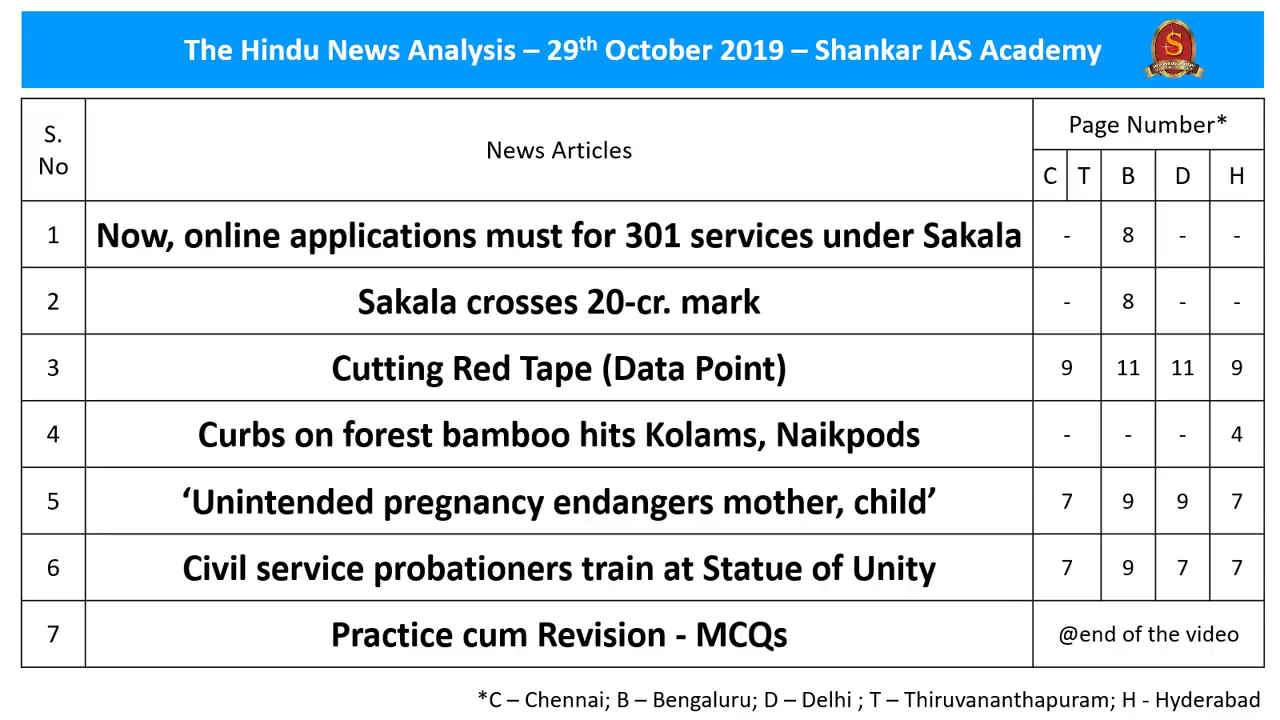 The Hindu News Analysis – 29th October 2019 – Shankar IAS Academy
S
S. No News Articles Page Number*
C T B D H
1 Now, online applications must for 301 services under Sakala - 8 - -
2 Sakala crosses 20-cr. mark - 8 - -
3 Cutting Red Tape (Data Point) 9 11 11 9
4 Curbs on forest bamboo hits Kolams, Naikpods - - - 4
5 ‘Unintended pregnancy endangers mother, child’ 7 9 9 7
6 Civil service probationers train at Statue of Unity 7 9 7 7
7 Practice cum Revision - MCQs @end of the video
*C – Chennai; B – Bengaluru; D – Delhi ; T – Thiruvananthapuram; H - Hyderabad